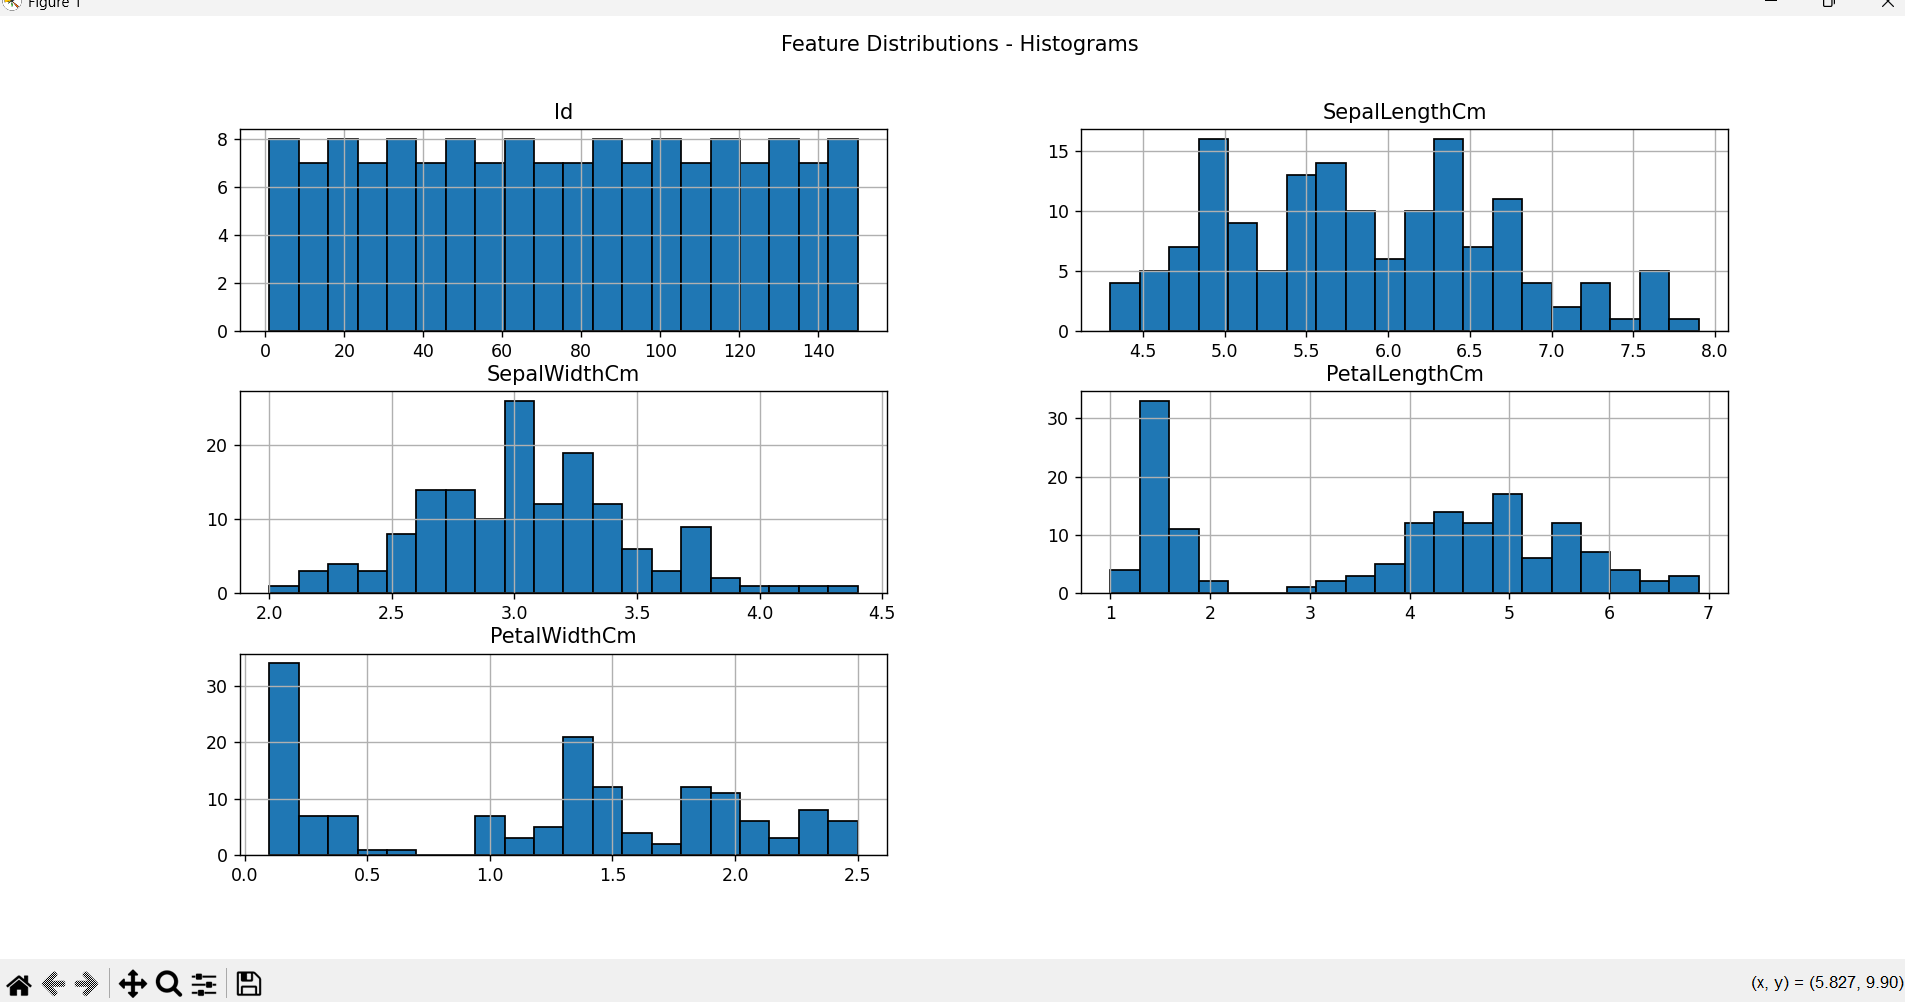 Figure 1
Feature Distributions - Histograms
Id
8
6
4
2
0
0 20 40 60 80 100 120 140
SepalLengthCm
15
10
5
0
4.5 5.0 5.5 6.0 6.5 7.0 7.5 8.0
SepalWidthCm
20
10
0
2.0 2.5 3.0 3.5 4.0 4.5
PetalLengthCm
30
20
10
0
1 2 3 4 5 6 7
PetalWidthCm
30
20
10
0
0.0 0.5 1.0 1.5 2.0 2.5
(x, y) = (5.827, 9.90)